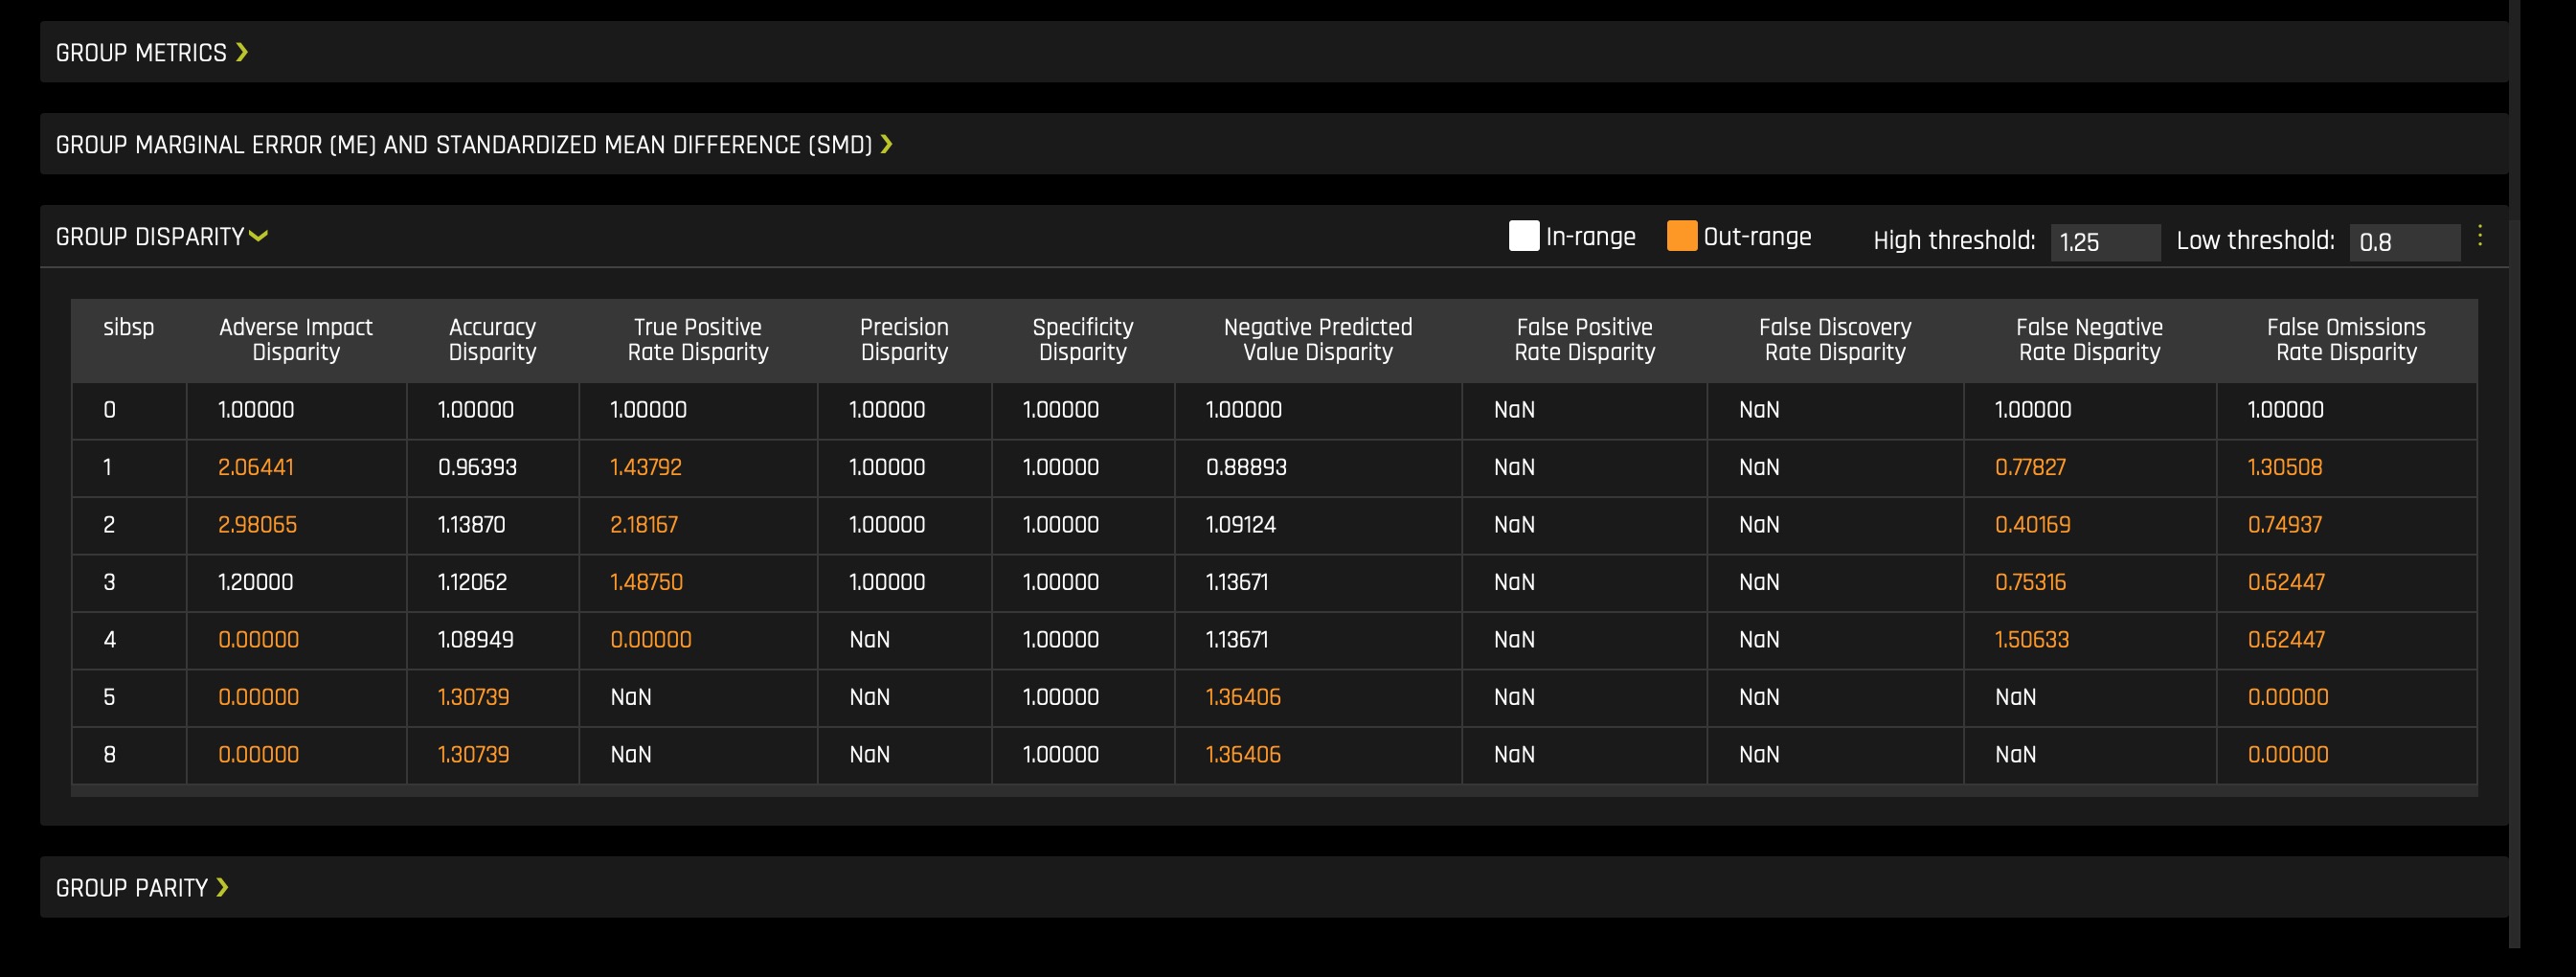 GROUP METRICS
GROUP MARGINAL ERROR (ME) AND STANDARDIZED MEAN DIFFERENCE (SMD)
GROUP DISPARITY In-range Out-range High threshold: 1.25 Low threshold: 0.8
sibsp Adverse Impact Disparity Accuracy Disparity True Positive Rate Disparity Precision Disparity Specificity Disparity Negative Predicted Value Disparity False Positive Rate Disparity False Discovery Rate Disparity False Negative Rate Disparity False Omissions Rate Disparity
0 1.00000 1.00000 1.00000 1.00000 1.00000 1.00000 NaN NaN 1.00000 1.00000
1 2.06441 0.96393 1.43792 1.00000 1.00000 0.88893 NaN NaN 0.77827 1.30508
2 2.98065 1.13870 2.18167 1.00000 1.00000 1.09124 NaN NaN 0.40169 0.74937
3 1.20000 1.12062 1.48750 1.00000 1.00000 1.13671 NaN NaN 0.75316 0.62447
4 0.00000 1.08949 0.00000 NaN 1.00000 1.13671 NaN NaN 1.50633 0.62447
5 0.00000 1.30739 NaN NaN 1.00000 1.36406 NaN NaN NaN 0.00000
8 0.00000 1.30739 NaN NaN 1.00000 1.36406 NaN NaN NaN 0.00000
GROUP PARITY